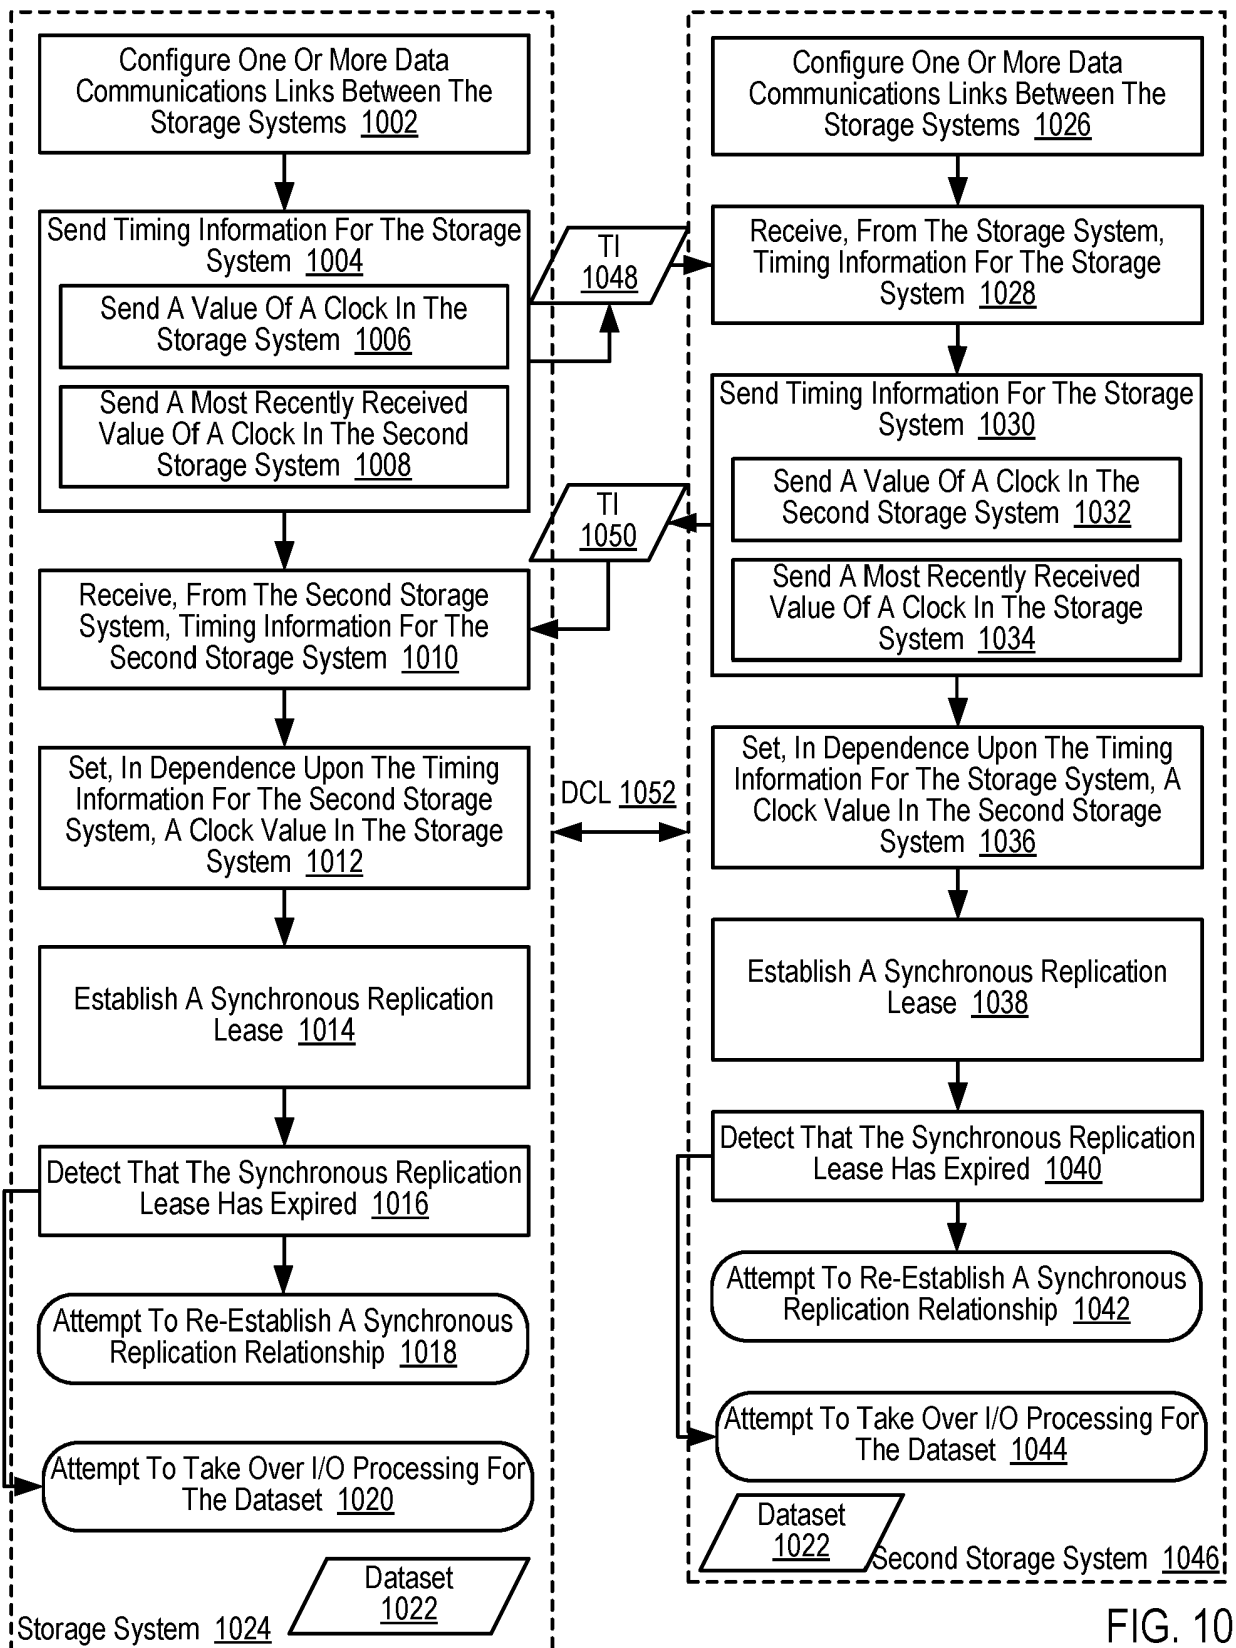 Configure One Or More Data
Communications Links Between The
Storage Systems 1002
Send Timing Information For The Storage
System 1004
Send A Value Of A Clock In The
Storage System 1006
Send A Most Recently Received
Value Of A Clock In The Second
Storage System 1008
Receive, From The Second Storage
System, Timing Information For The
Second Storage System 1010
Set, In Dependence Upon The Timing
Information For The Second Storage
System, A Clock Value In The Storage
System 1012
Establish A Synchronous Replication
Lease 1014
Detect That The Synchronous Replication
Lease Has Expired 1016
Attempt To Re-Establish A Synchronous
Replication Relationship 1018
Attempt To Take Over I/O Processing For
The Dataset 1020
Dataset
1022
Storage System 1024
TI
1048
TI
1050
DCL 1052
Configure One Or More Data
Communications Links Between The
Storage Systems 1026
Receive, From The Storage System,
Timing Information For The Storage
System 1028
Send Timing Information For The Storage
System 1030
Send A Value Of A Clock In The
Second Storage System 1032
Send A Most Recently Received
Value Of A Clock In The Storage
System 1034
Set, In Dependence Upon The Timing
Information For The Storage System, A
Clock Value In The Second Storage
System 1036
Establish A Synchronous Replication
Lease 1038
Detect That The Synchronous Replication
Lease Has Expired 1040
Attempt To Re-Establish A Synchronous
Replication Relationship 1042
Attempt To Take Over I/O Processing For
The Dataset 1044
Dataset
1022
Second Storage System 1046
FIG. 10